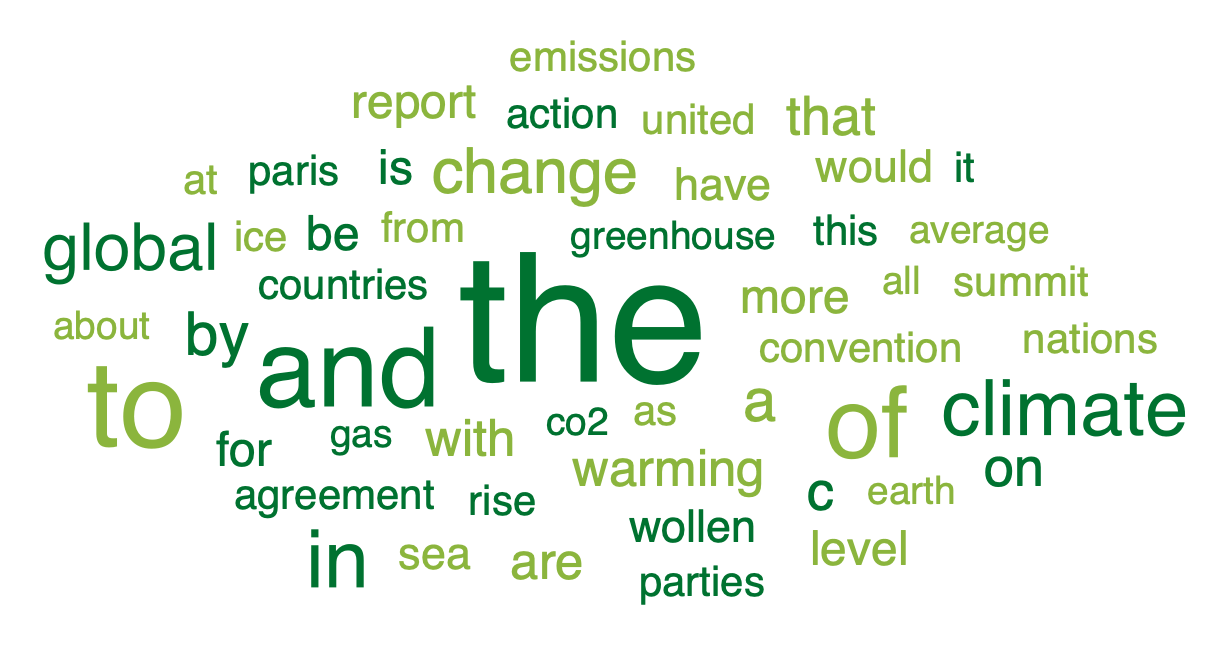 emissions
report action united that
at paris is change have would it
global ice be from greenhouse this average
countries the more all summit
about by and convention nations
to of climate
for gas with co2 as a
agreement rise warming c earth on
in sea are wollen level
parties